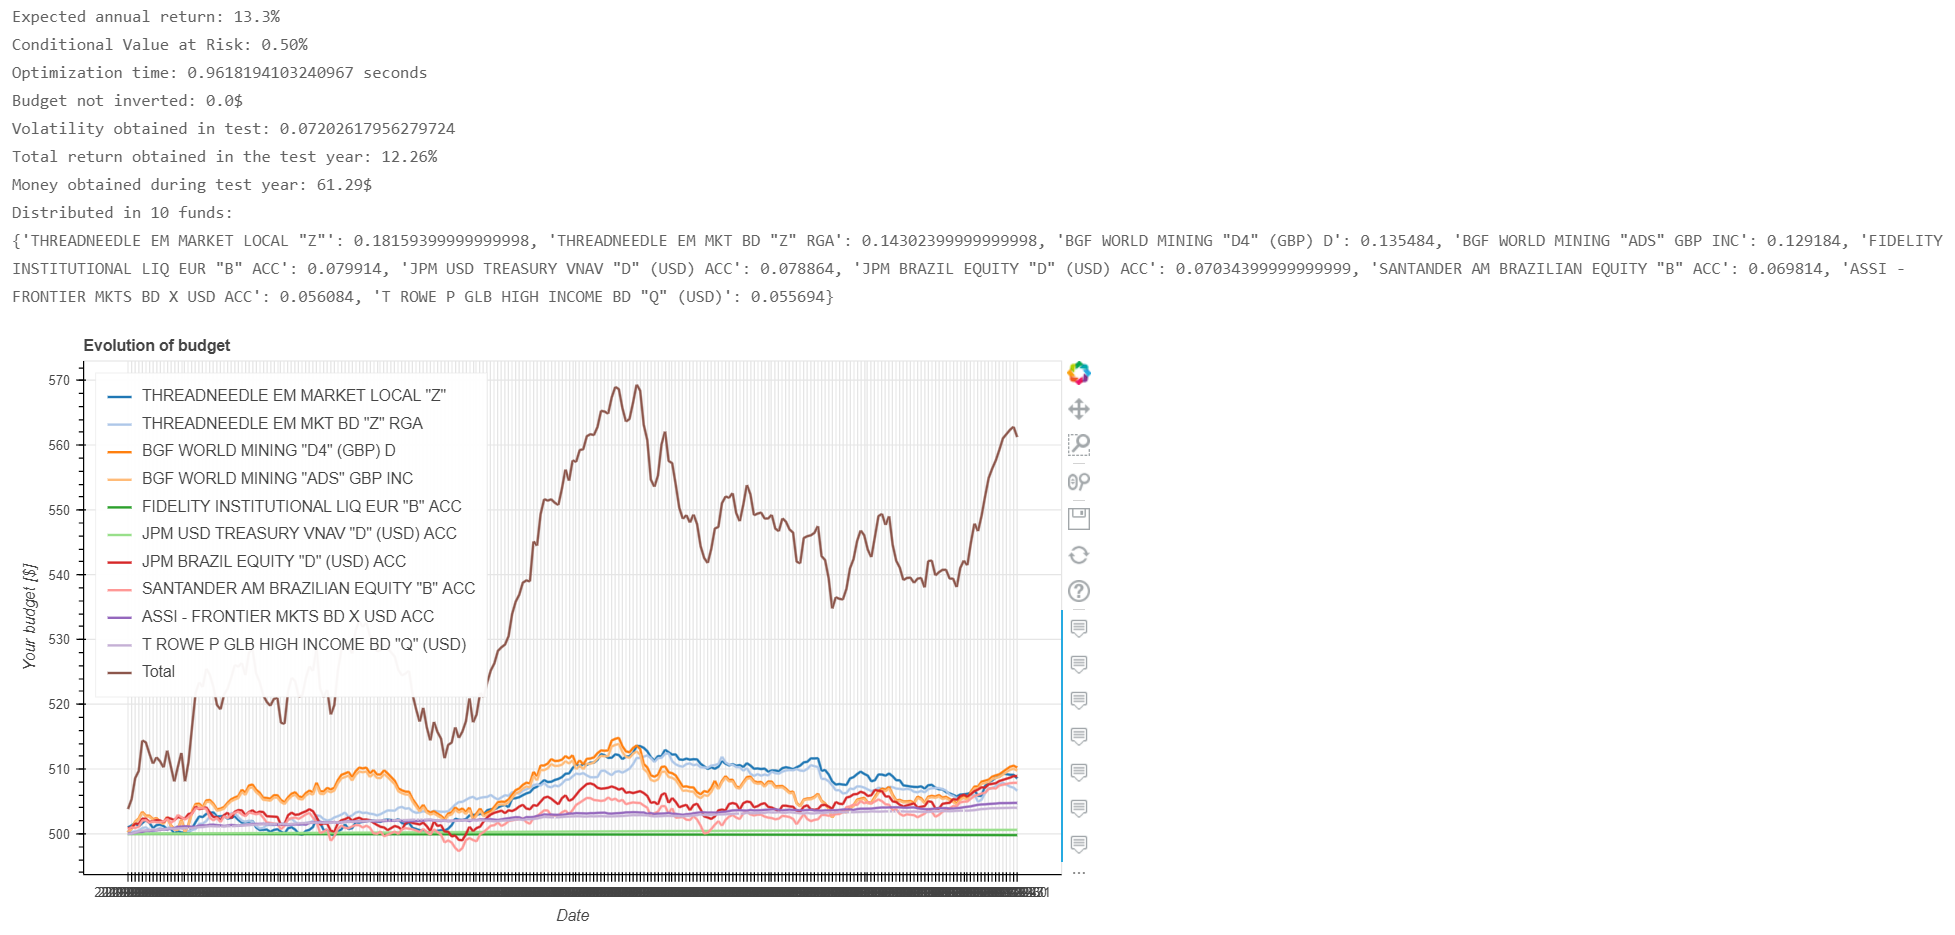 Expected annual return: 13.3%
Conditional Value at Risk: 0.50%
Optimization time: 0.9618194103240967 seconds
Budget not inverted: 0.0$
Volatility obtained in test: 0.07202617956279724
Total return obtained in the test year: 12.26%
Money obtained during test year: 61.29$
Distributed in 10 funds:
{'THREADNEEDLE EM MARKET LOCAL "Z"': 0.18159399999999998, 'THREADNEEDLE EM MKT BD "Z" RGA': 0.14302399999999998, 'BGF WORLD MINING "D4" (GBP) D': 0.135484, 'BGF WORLD MINING "ADS" GBP INC': 0.129184, 'FIDELITY
INSTITUTIONAL LIQ EUR "B" ACC': 0.079914, 'JPM USD TREASURY VNAV "D" (USD) ACC': 0.078864, 'JPM BRAZIL EQUITY "D" (USD) ACC': 0.07034399999999999, 'SANTANDER AM BRAZILIAN EQUITY "B" ACC': 0.069814, 'ASSI -
FRONTIER MKTS BD X USD ACC': 0.056084, 'T ROWE P GLB HIGH INCOME BD "Q" (USD)': 0.055694}
Evolution of budget
570
560
550
540
530
520
510
500
Your budget [$]
THREADNEEDLE EM MARKET LOCAL "Z"
THREADNEEDLE EM MKT BD "Z" RGA
BGF WORLD MINING "D4" (GBP) D
BGF WORLD MINING "ADS" GBP INC
FIDELITY INSTITUTIONAL LIQ EUR "B" ACC
JPM USD TREASURY VNAV "D" (USD) ACC
JPM BRAZIL EQUITY "D" (USD) ACC
SANTANDER AM BRAZILIAN EQUITY "B" ACC
ASSI - FRONTIER MKTS BD X USD ACC
T ROWE P GLB HIGH INCOME BD "Q" (USD)
Total
Date